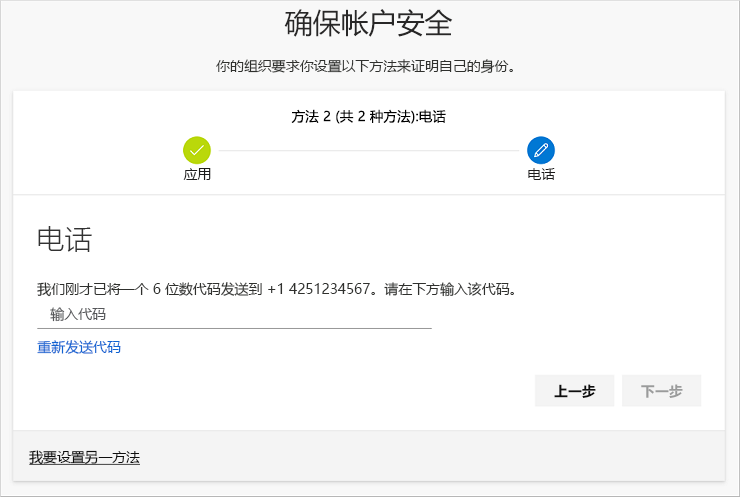 确保帐户安全
你的组织要求你设置以下方法来证明自己的身份。
方法 2 (共 2 种方法):电话
应用
电话
电话
我们刚才已将一个 6 位数代码发送到 +1 4251234567。请在下方输入该代码。
输入代码
重新发送代码
上一步
下一步
我要设置另一方法